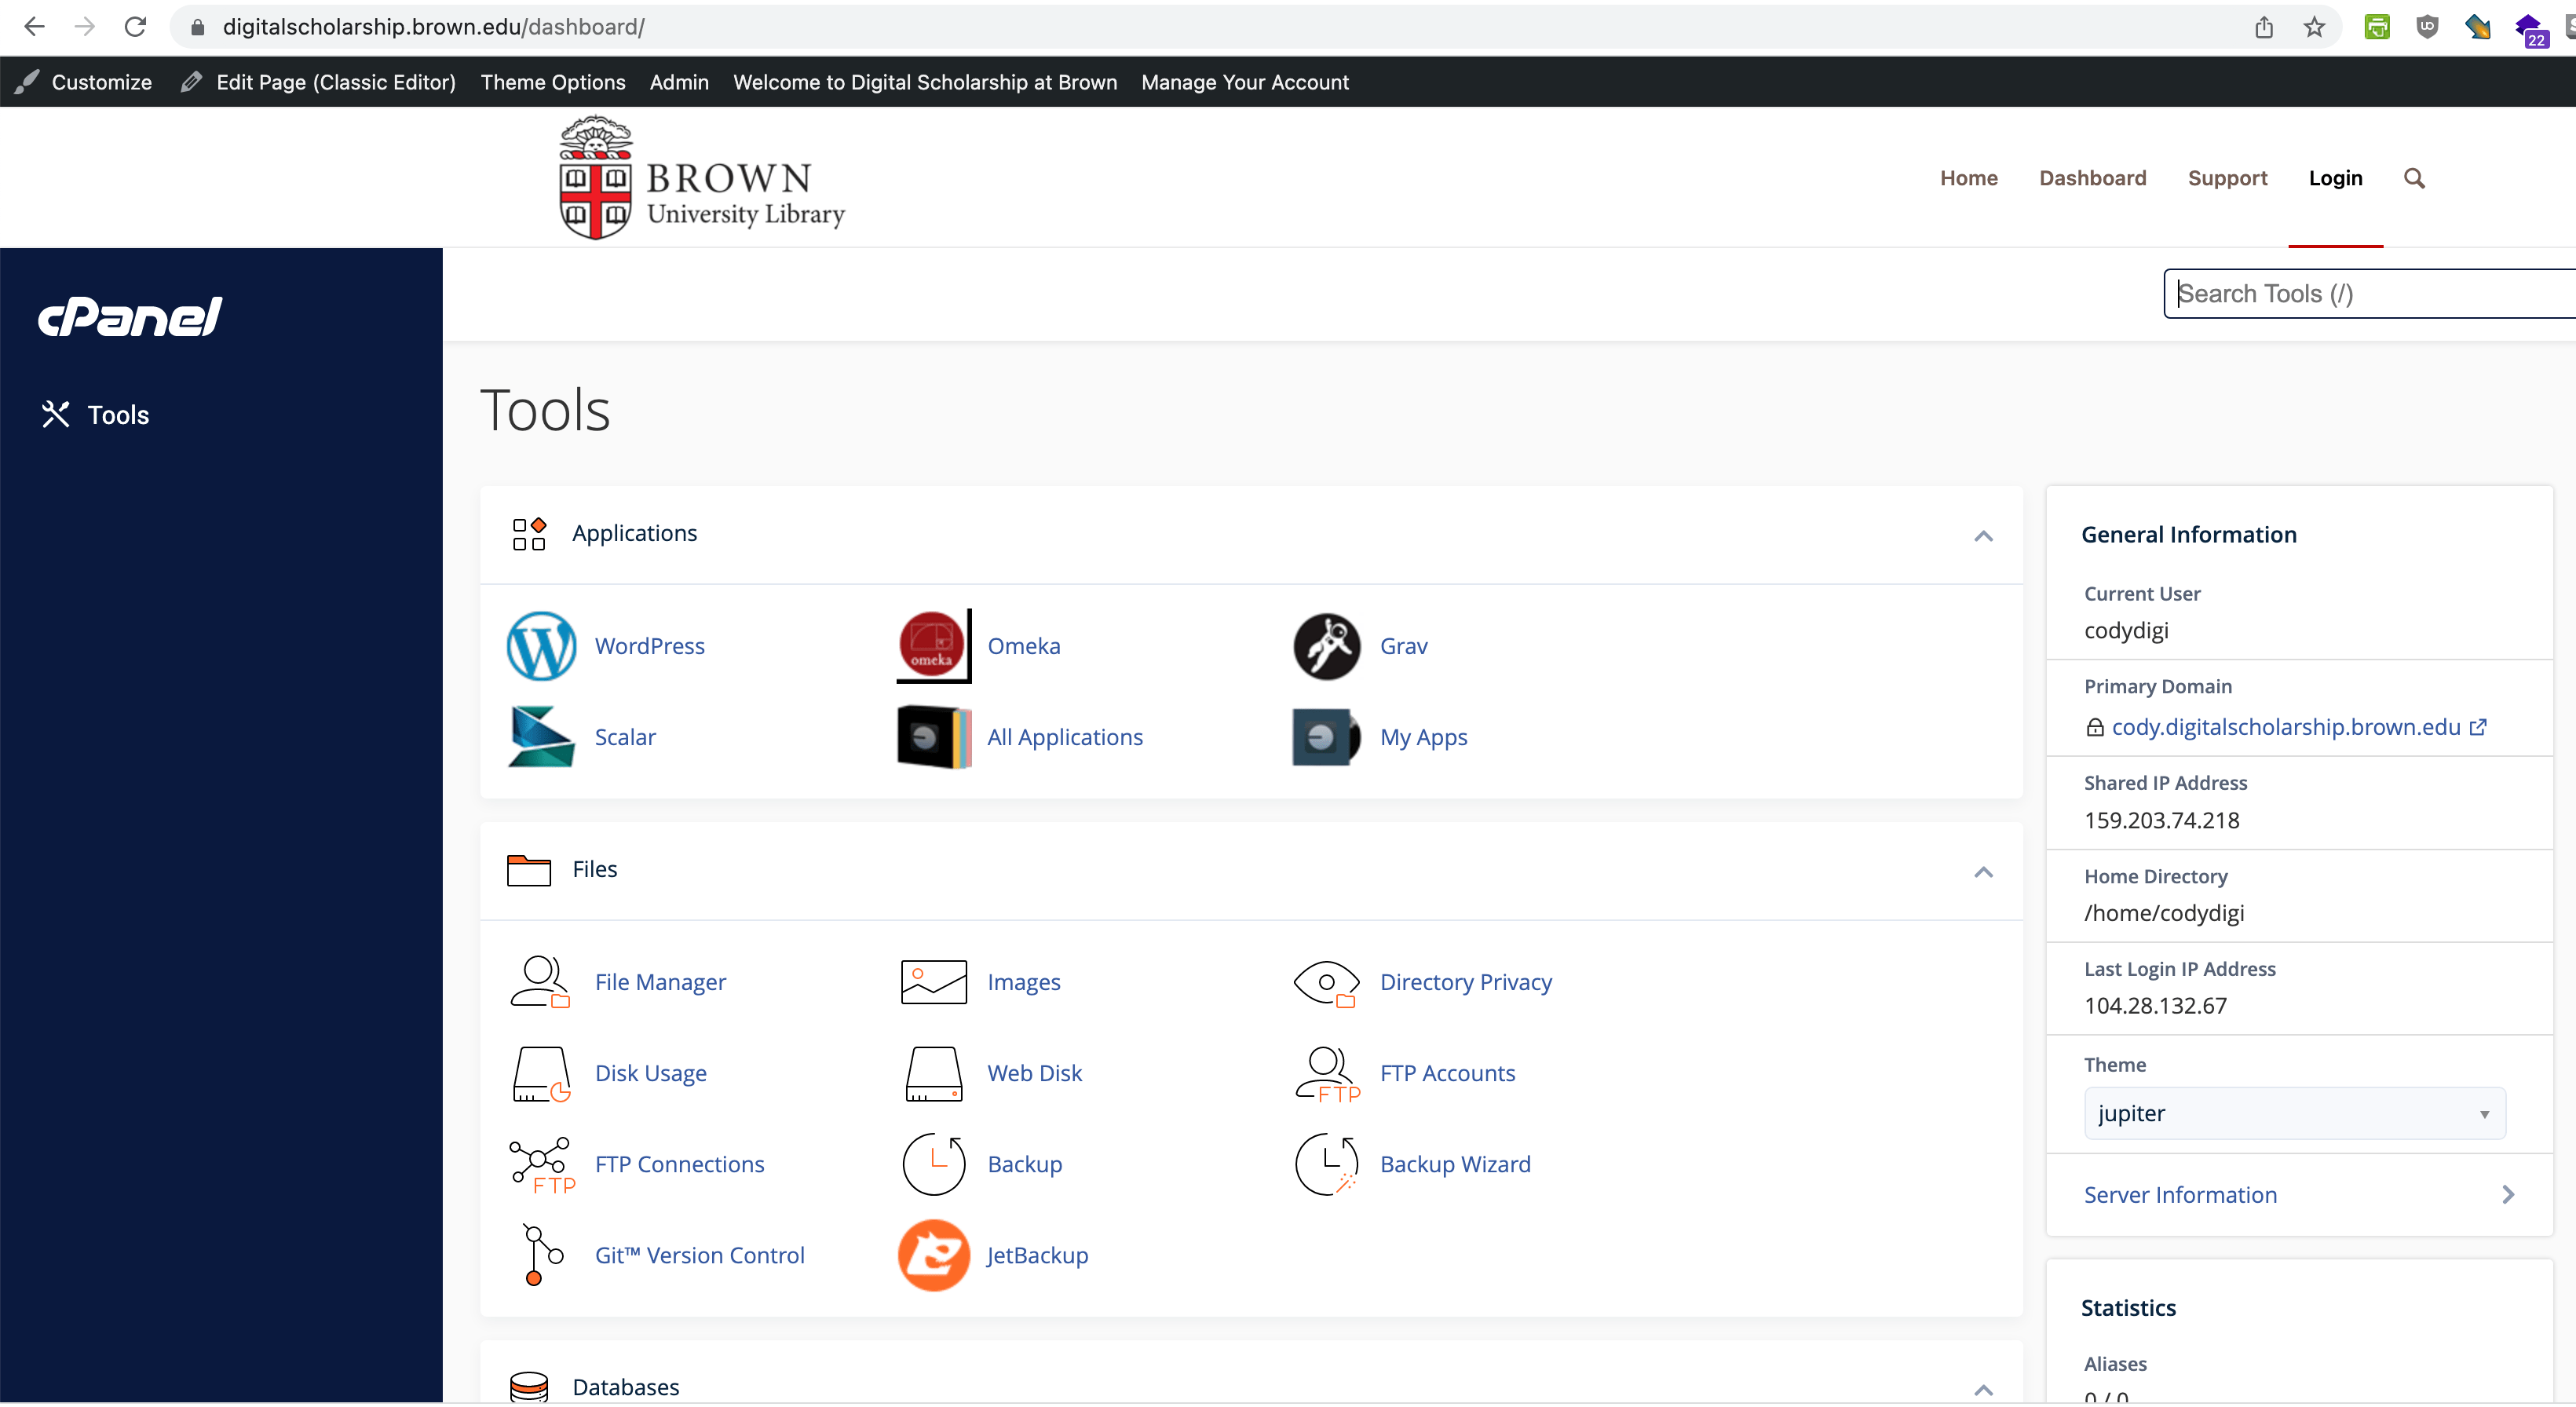 digitalscholarship.brown.edu/dashboard/
22
Customize Edit Page (Classic Editor) Theme Options Admin Welcome to Digital Scholarship at Brown Manage Your Account
BROWN
University Library
Home Dashboard Support Login
cPanel
Search Tools (/)
Tools
Tools
Applications
WordPress Omeka Grav
omeka
Scalar All Applications My Apps
Files
File Manager Images Directory Privacy
Disk Usage Web Disk FTP Accounts
FTP
FTP Connections Backup Backup Wizard
FTP
Git™ Version Control JetBackup
Databases
General Information
Current User
codydigi
Primary Domain
cody.digitalscholarship.brown.edu
Shared IP Address
159.203.74.218
Home Directory
/home/codydigi
Last Login IP Address
104.28.132.67
Theme
jupiter
Server Information
Statistics
Aliases
0 / 0